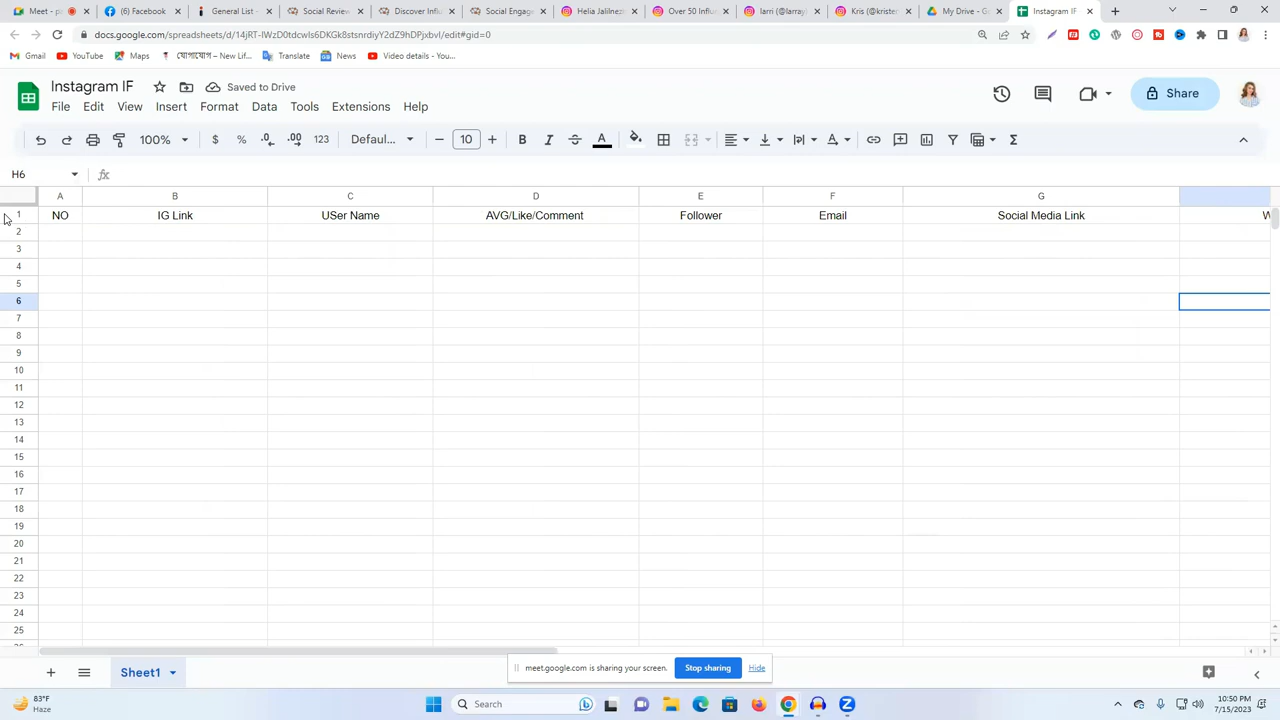 Meet - p
(6) Facebook
General List -
Social Review
Discover Influ
Social Engage
Helia Jalilnez
Over 50 Influ
larri (@larray
Kris (@kriste
My Drive - Go
Instagram IF
docs.google.com/spreadsheets/d/14jRT-IWzD0tdcwls6DKGk8stsnrdiyY2dZ9hDPjxbvI/edit#gid=0
Gmail
YouTube
Maps
যোগাযোগ – New Lif...
Translate
News
Video details - You...
Instagram IF
Saved to Drive
File Edit View Insert Format Data Tools Extensions Help
Share
100% $ % .0 .00 123 Defaul... 10 B I
H6
A B C D E F G
1 NO IG Link USer Name AVG/Like/Comment Follower Email Social Media Link W
2
3
4
5
6
7
8
9
10
11
12
13
14
15
16
17
18
19
20
21
22
23
24
25
Sheet1
meet.google.com is sharing your screen. Stop sharing Hide
83°F
Haze
Search
10:50 PM
7/15/2023